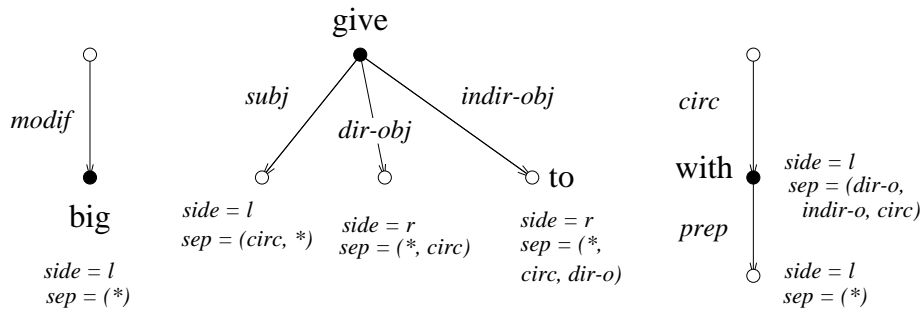 give
modif
subj
dir-obj
indir-obj
circ
big
to
with
prep
side = l
sep = (*)
side = l
sep = (circ, *)
side = r
sep = (*, circ)
side = r
sep = (*,
circ, dir-o)
side = l
sep = (dir-o,
indir-o, circ)
side = l
sep = (*)